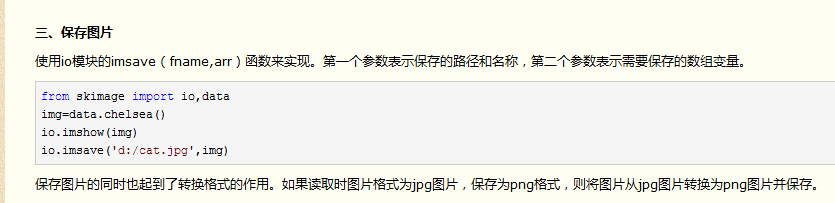 三、保存图片
使用io模块的imsave（fname,arr）函数来实现。第一个参数表示保存的路径和名称，第二个参数表示需要保存的数组变量。
from skimage import io,data
img=data.chelsea()
io.imshow(img)
io.imsave('d:/cat.jpg',img)
保存图片的同时也起到了转换格式的作用。如果读取时图片格式为jpg图片，保存为png格式，则将图片从jpg图片转换为png图片并保存。